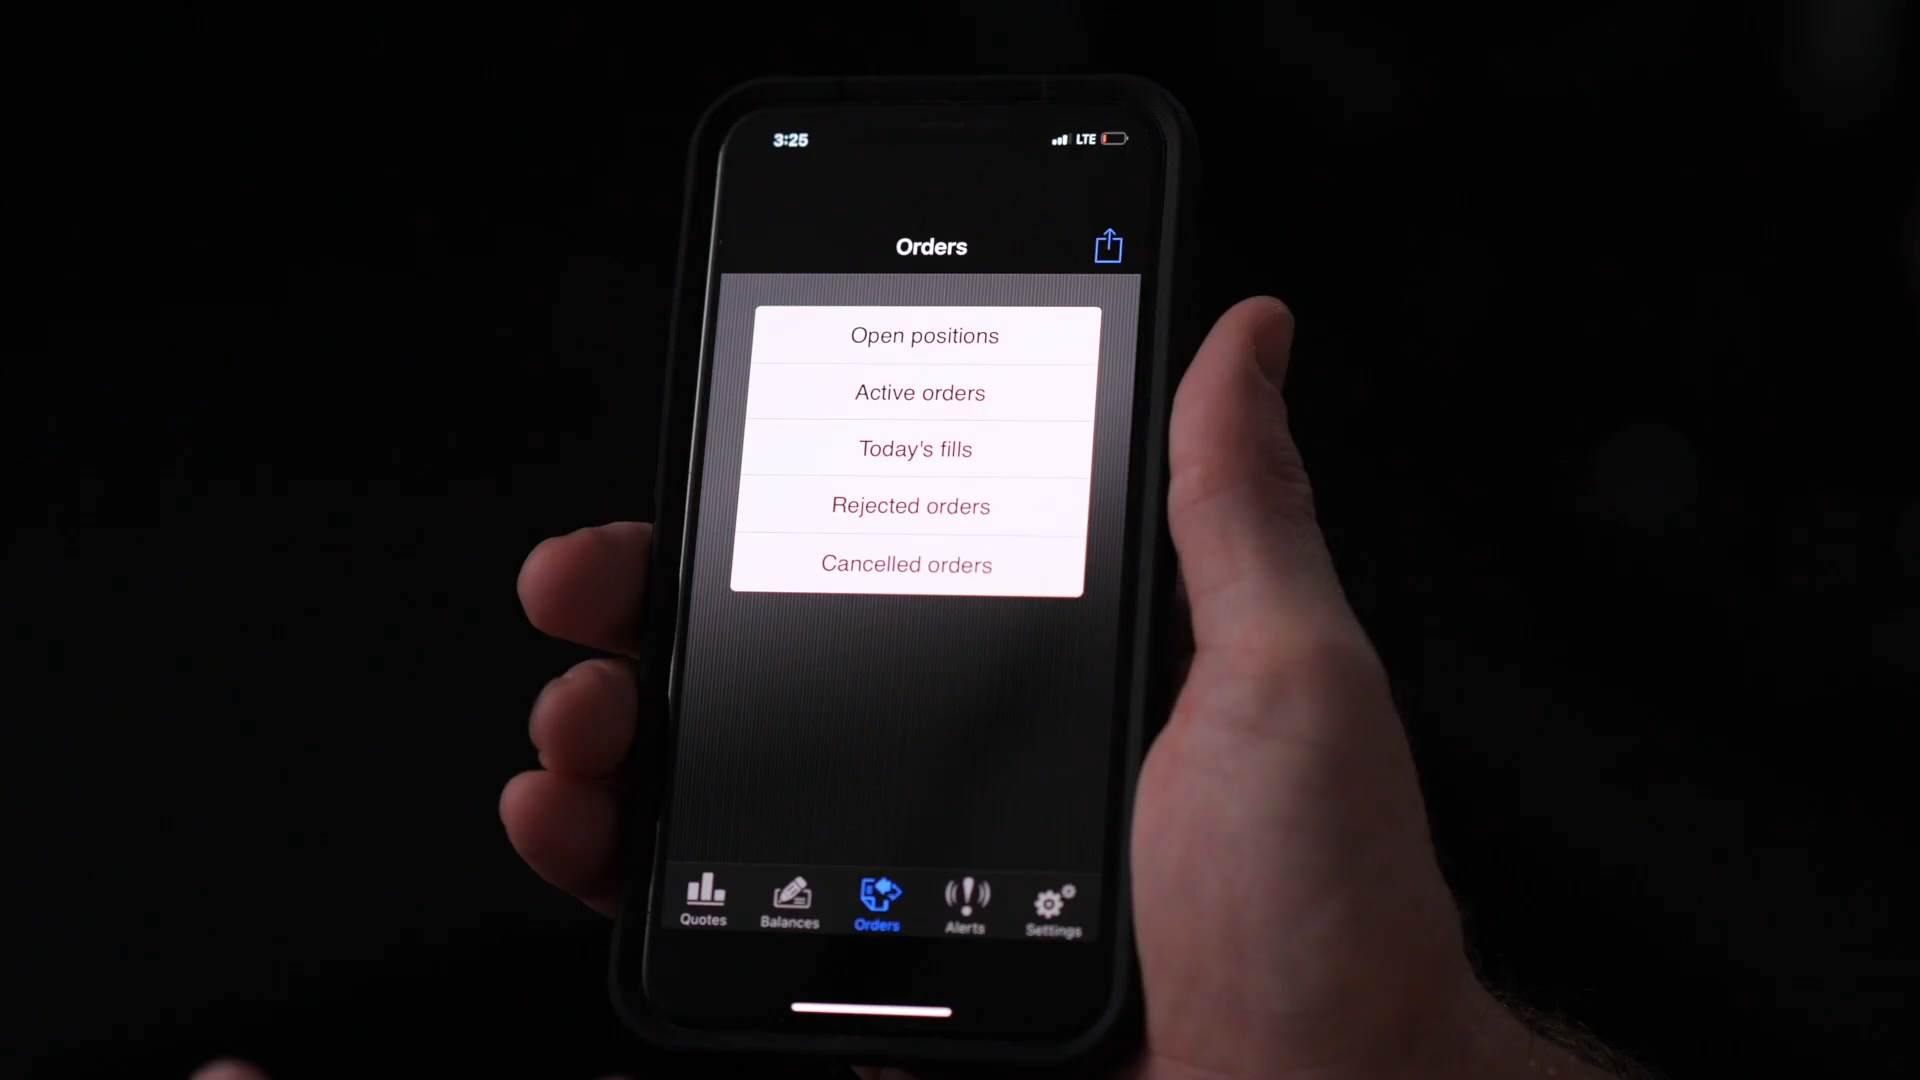 3:25
LTE
Orders
Open positions
Active orders
Today's fills
Rejected orders
Cancelled orders
Quotes
Balances
Orders
Alerts
Settings